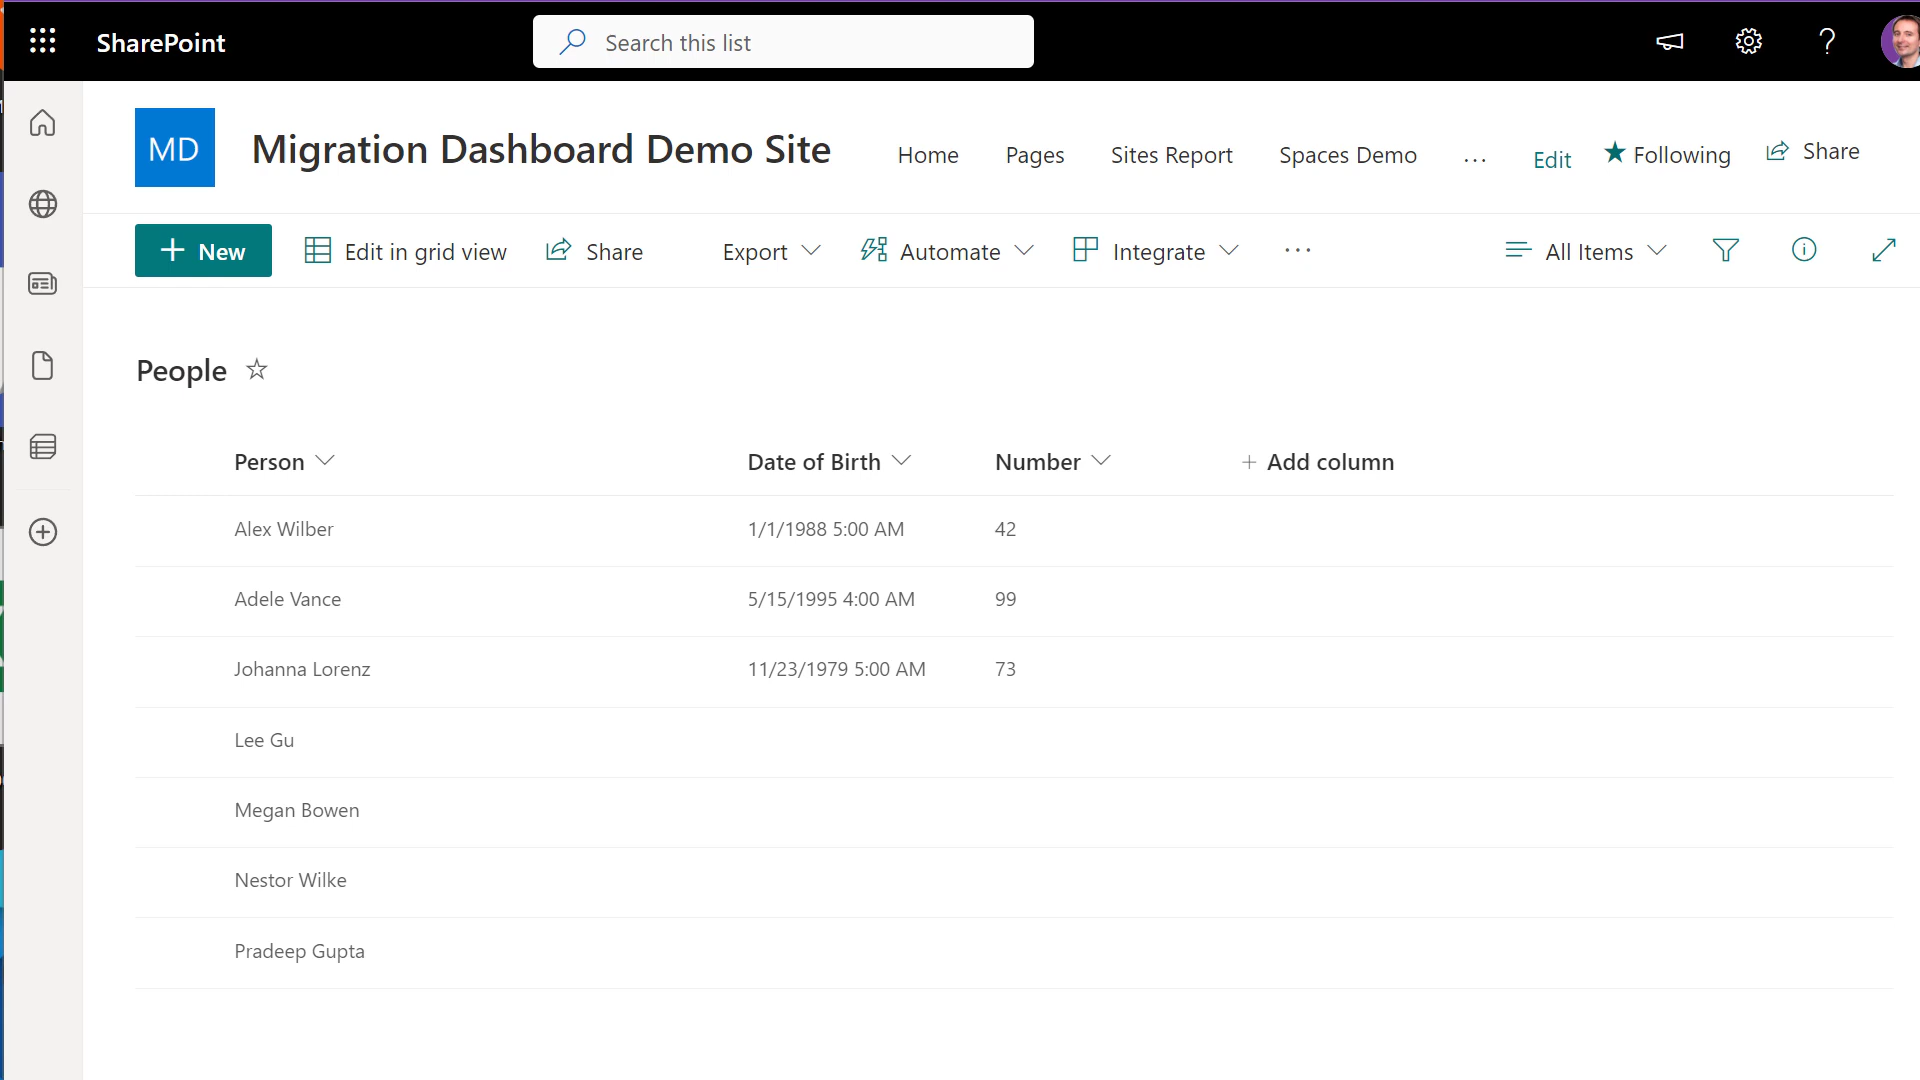 SharePoint
Search this list
MD
Migration Dashboard Demo Site
Home
Pages
Sites Report
Spaces Demo
...
Edit
Following
Share
+ New
Edit in grid view
Share
Export
Automate
Integrate
...
All Items
People
Person
Date of Birth
Number
+ Add column
Alex Wilber
1/1/1988 5:00 AM
42
Adele Vance
5/15/1995 4:00 AM
99
Johanna Lorenz
11/23/1979 5:00 AM
73
Lee Gu
Megan Bowen
Nestor Wilke
Pradeep Gupta